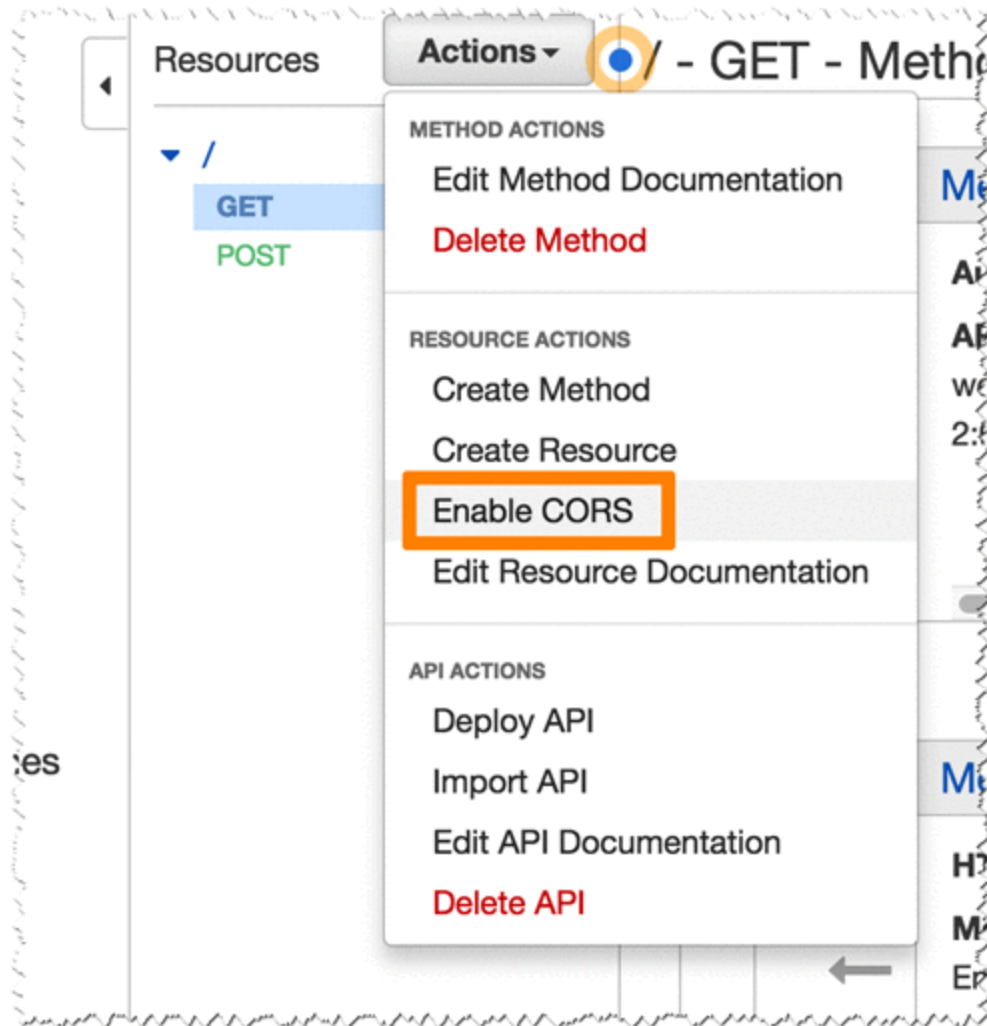 Resources
Actions
/ - GET - Meth
/
GET
POST
METHOD ACTIONS
Edit Method Documentation
Delete Method
RESOURCE ACTIONS
Create Method
Create Resource
Enable CORS
Edit Resource Documentation
API ACTIONS
Deploy API
Import API
Edit API Documentation
Delete API